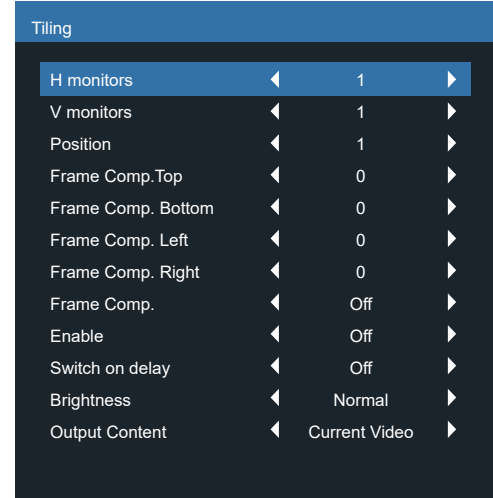 Tiling
H monitors 1
V monitors 1
Position 1
Frame Comp.Top 0
Frame Comp. Bottom 0
Frame Comp. Left 0
Frame Comp. Right 0
Frame Comp. Off
Enable Off
Switch on delay Off
Brightness Normal
Output Content Current Video